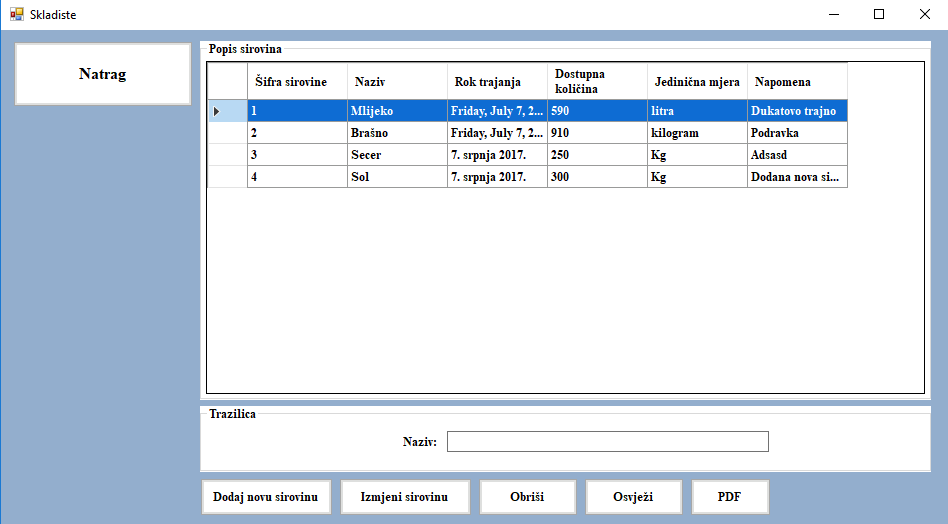 Skladiste
Natrag
Popis sirovina
Šifra sirovine Naziv Rok trajanja Dostupna količina Jedinična mjera Napomena
1 Mlijeko Friday, July 7, 2... 590 litra Dukatovo trajno
2 Brašno Friday, July 7, 2... 910 kilogram Podravka
3 Secer 7. srpnja 2017. 250 Kg Adsasd
4 Sol 7. srpnja 2017. 300 Kg Dodana nova si...
Trazilica
Naziv:
Dodaj novu sirovinu Izmjeni sirovinu Obriši Osvježi PDF